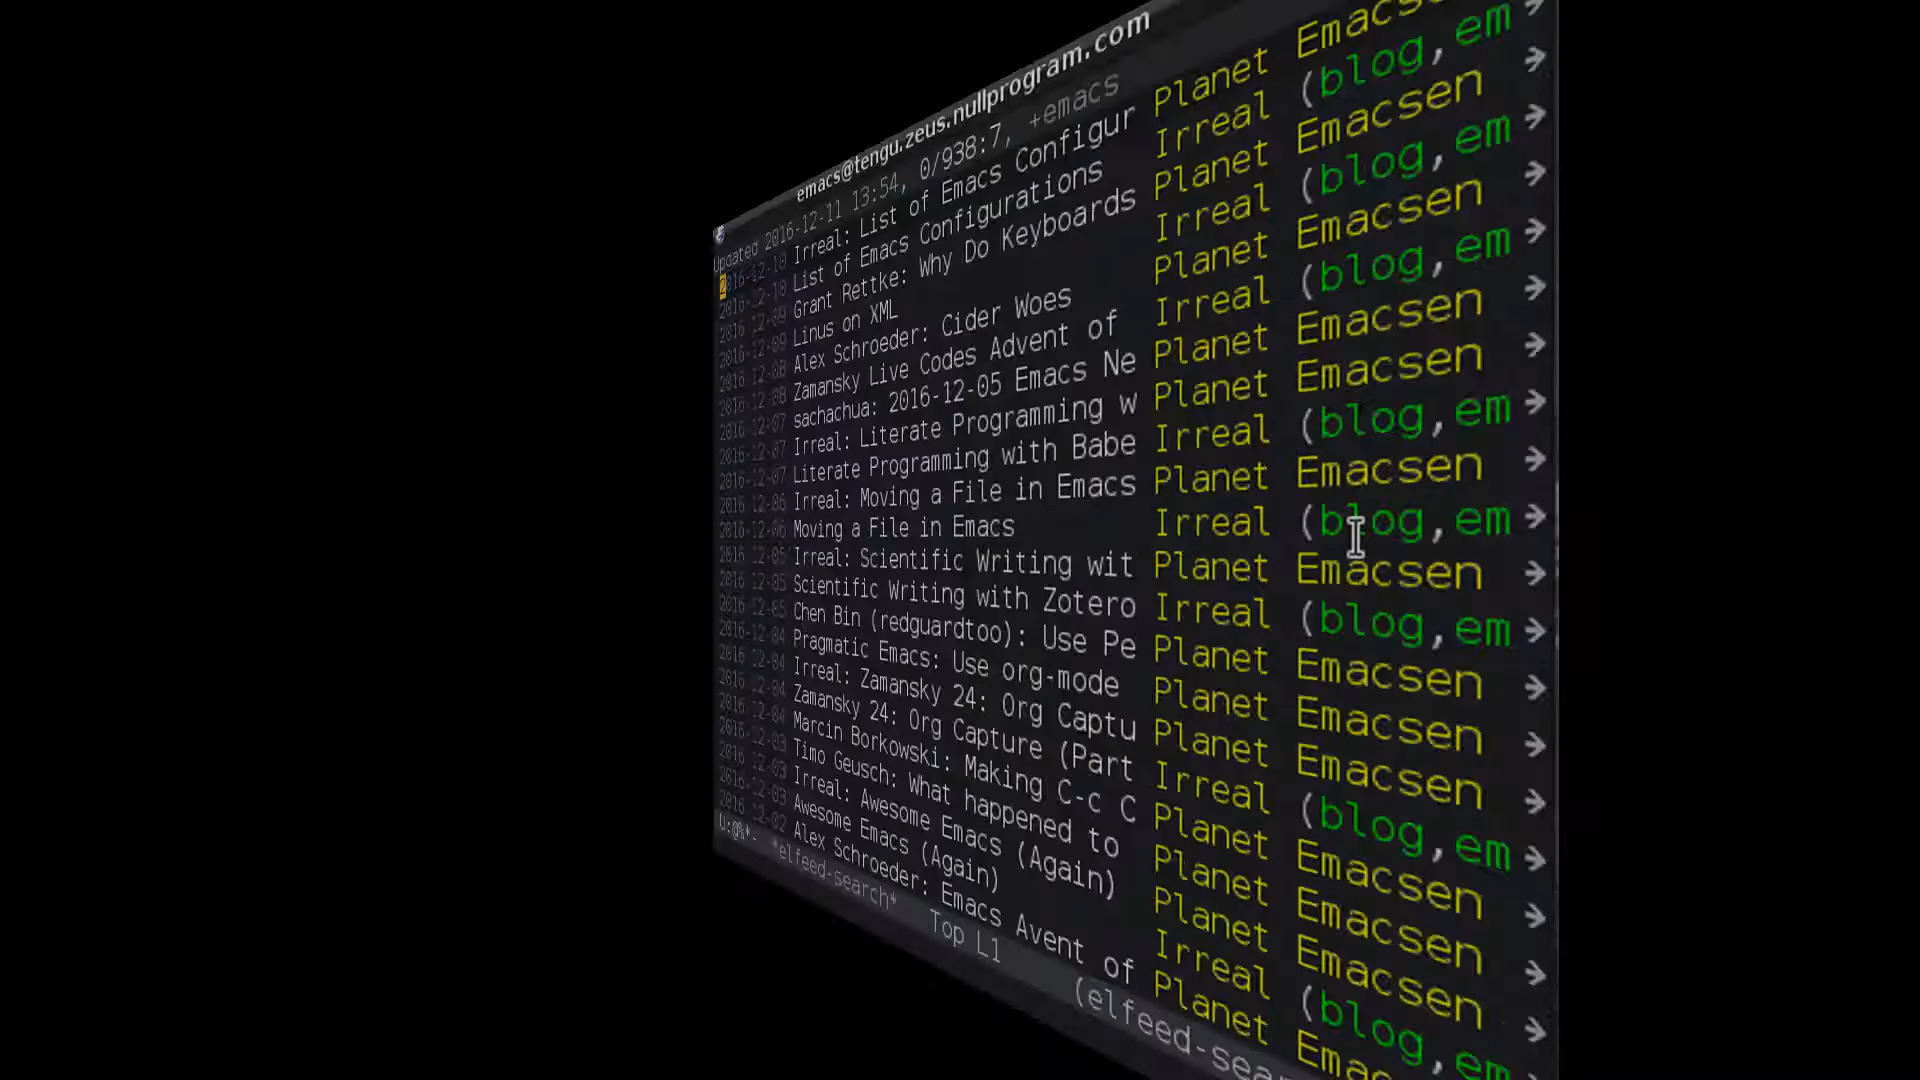 emacs@tengu.zeus.nullprogram.com
Updated 2016-12-11 13:54, 0/938:7, +emacs
2016-12-10 Irreal: List of Emacs Configur Planet Emacsen
2016-12-10 List of Emacs Configurations Irreal (blog,em
2016-12-09 Grant Rettke: Why Do Keyboards Planet Emacsen
2016-12-09 Linus on XML Irreal (blog,em
2016-12-08 Alex Schroeder: Cider Woes Planet Emacsen
2016-12-08 Zamansky Live Codes Advent of Irreal (blog,em
2016-12-07 sachachua: 2016-12-05 Emacs Ne Planet Emacsen
2016-12-07 Irreal: Literate Programming w Planet Emacsen
2016-12-07 Literate Programming with Babe Irreal (blog,em
2016-12-06 Irreal: Moving a File in Emacs Planet Emacsen
2016-12-06 Moving a File in Emacs Irreal (blog,em
2016-12-05 Irreal: Scientific Writing wit Planet Emacsen
2016-12-05 Scientific Writing with Zotero Irreal (blog,em
2016-12-05 Chen Bin (redguardtoo): Use Pe Planet Emacsen
2016-12-04 Pragmatic Emacs: Use org-mode Planet Emacsen
2016-12-04 Irreal: Zamansky 24: Org Captu Planet Emacsen
2016-12-04 Zamansky 24: Org Capture (Part Irreal (blog,em
2016-12-04 Marcin Borkowski: Making C-c C Planet Emacsen
2016-12-03 Timo Geusch: What happened to Planet Emacsen
2016-12-03 Irreal: Awesome Emacs (Again) Planet Emacsen
2016-12-03 Awesome Emacs (Again) Irreal (blog,em
2016-12-02 Alex Schroeder: Emacs Avent of Planet Emac
U:@%*- *elfeed-search* Top L1 (elfeed-sear